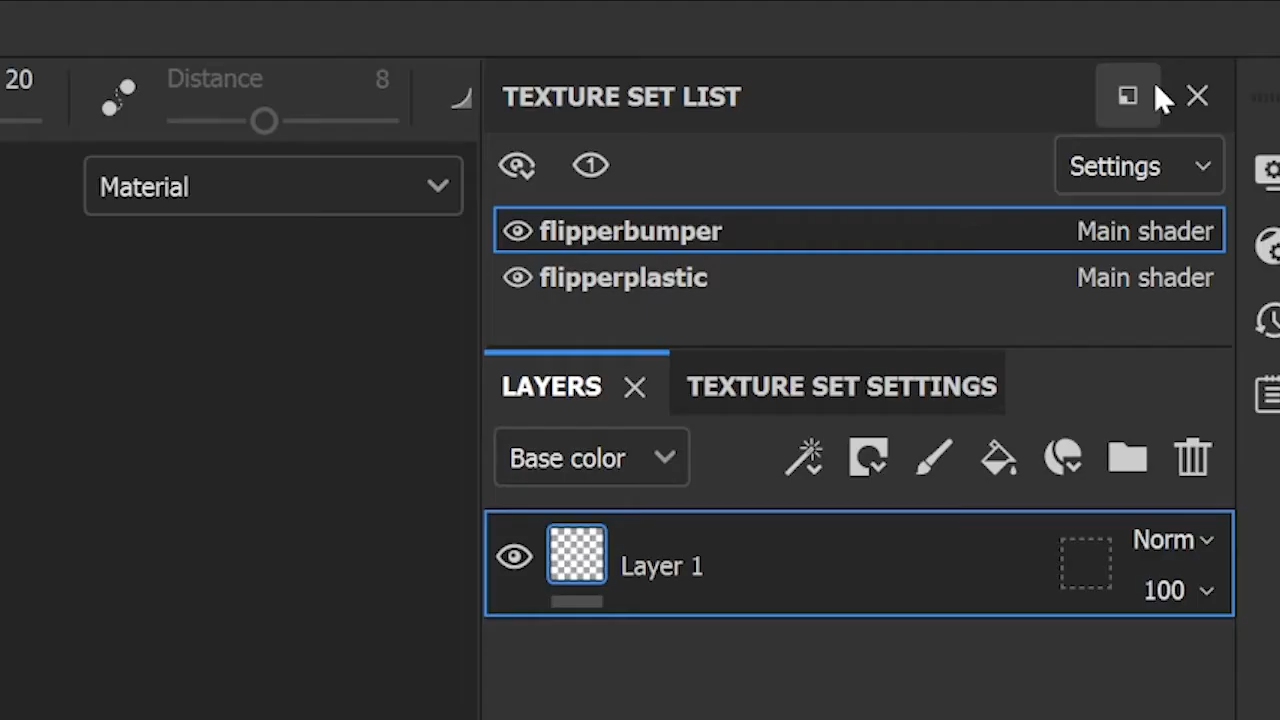 20
Distance 8
TEXTURE SET LIST
Material
1
Settings
flipperbumper Main shader
flipperplastic Main shader
LAYERS
TEXTURE SET SETTINGS
Base color
Layer 1
Norm
100